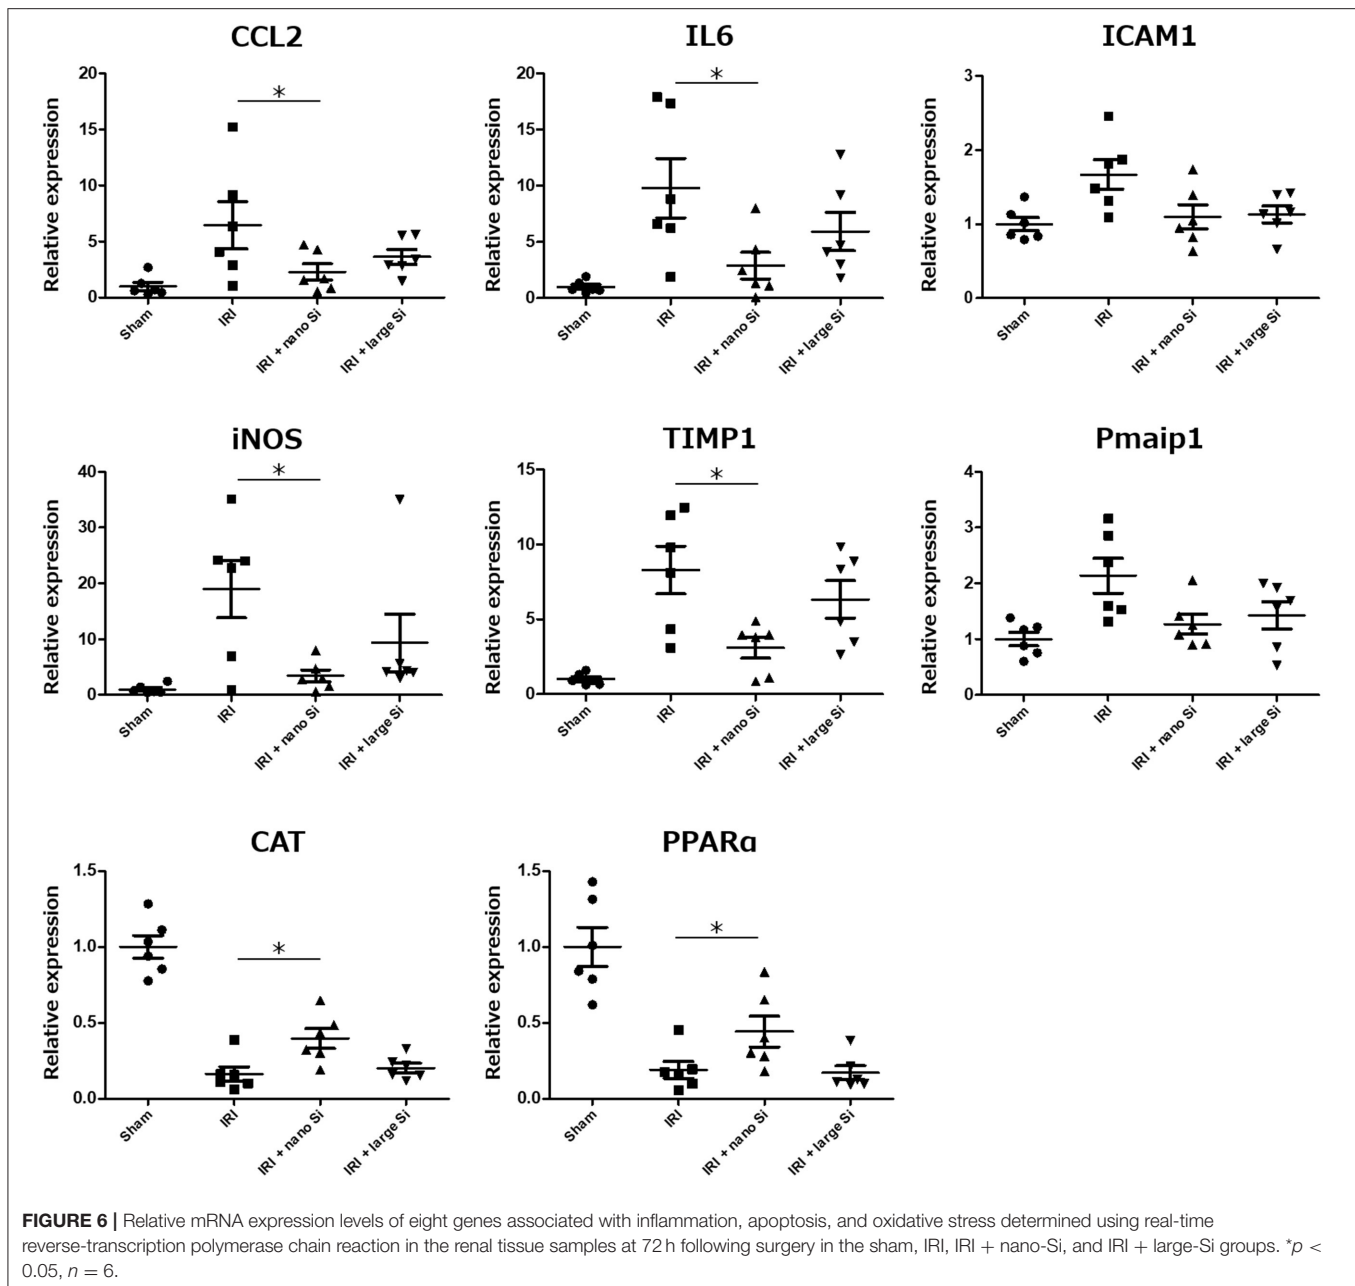 CCL2
IL6
ICAM1
Relative expression
20
15
10
5
0
*
Sham
IRI
IRI + nano Si
IRI + large Si
Relative expression
20
15
10
5
0
*
Sham
IRI
IRI + nano Si
IRI + large Si
Relative expression
3
2
1
0
Sham
IRI
IRI + nano Si
IRI + large Si
iNOS
TIMP1
Pmaip1
Relative expression
40
30
20
10
0
*
Sham
IRI
IRI + nano Si
IRI + large Si
Relative expression
15
10
5
0
*
Sham
IRI
IRI + nano Si
IRI + large Si
Relative expression
4
3
2
1
0
Sham
IRI
IRI + nano Si
IRI + large Si
CAT
PPARα
Relative expression
1.5
1.0
0.5
0.0
*
Sham
IRI
IRI + nano Si
IRI + large Si
Relative expression
1.5
1.0
0.5
0.0
*
Sham
IRI
IRI + nano Si
IRI + large Si
FIGURE 6 | Relative mRNA expression levels of eight genes associated with inflammation, apoptosis, and oxidative stress determined using real-time
reverse-transcription polymerase chain reaction in the renal tissue samples at 72 h following surgery in the sham, IRI, IRI + nano-Si, and IRI + large-Si groups. *p <
0.05, n = 6.